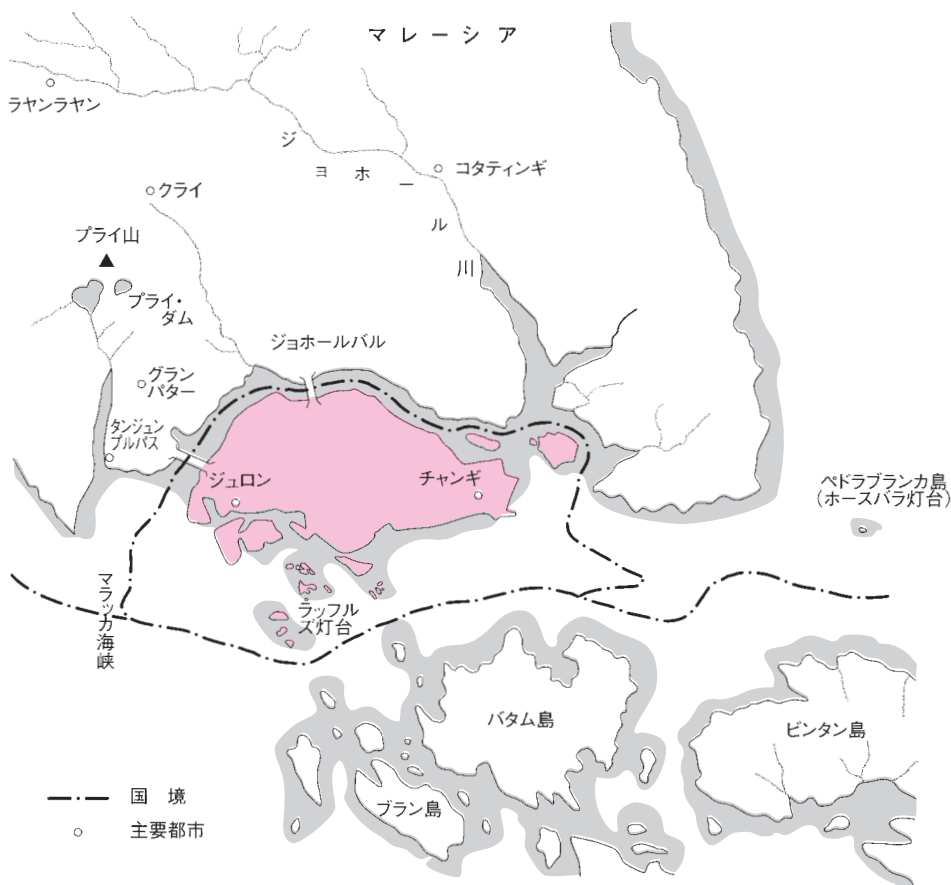 マレーシア
ラヤンラヤン
ジョホール川
コタティンギ
クライ
プライ山
プライ・
ダム
ジョホールバル
グラン
パター
タンジュン
プルパス
ジュロン
チャンギ
ペドラブランカ島
(ホースバラ灯台)
マラッカ海峡
ラッフル
ズ灯台
バタム島
ビンタン島
ブラン島
国境
主要都市